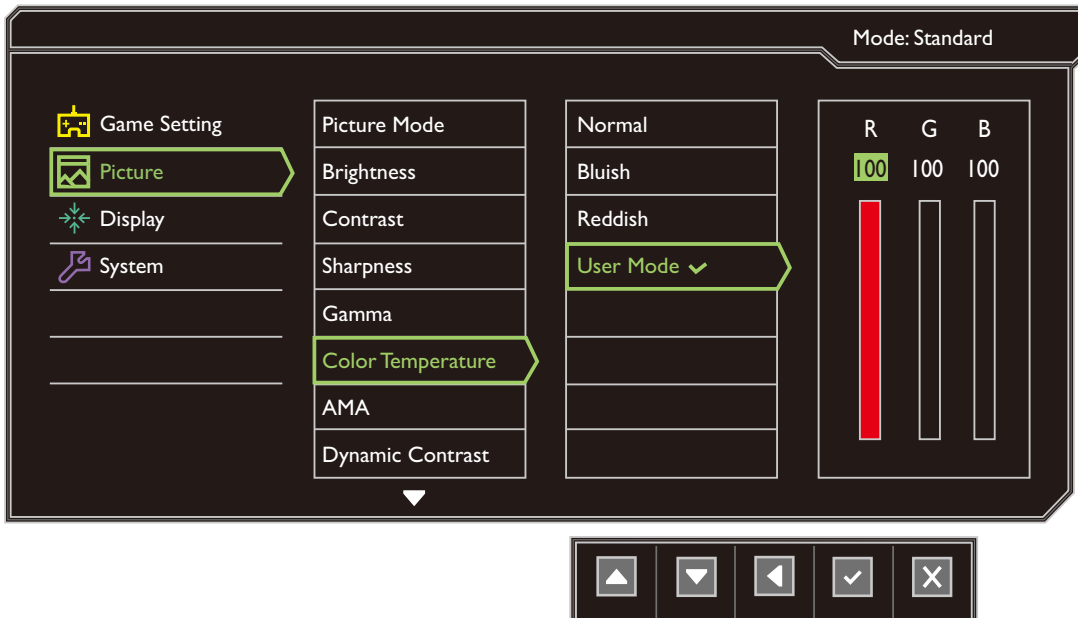 Mode: Standard
Game Setting
Picture
Display
System
Picture Mode
Brightness
Contrast
Sharpness
Gamma
Color Temperature
AMA
Dynamic Contrast
Normal
Bluish
Reddish
User Mode
R G B
100 100 100